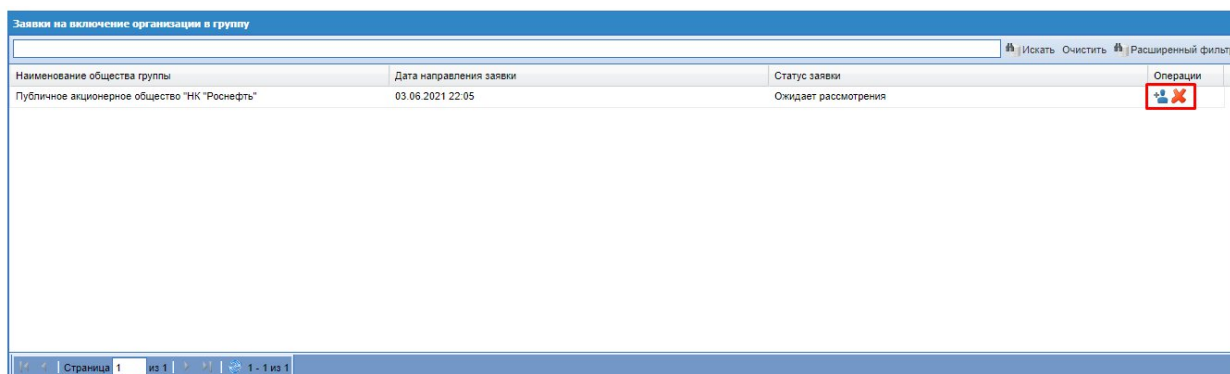 Заявки на включение организации в группу
Искать Очистить Расширенный фильт
Наименование общества группы Дата направления заявки Статус заявки Операции
Публичное акционерное общество "НК "Роснефть" 03.06.2021 22:05 Ожидает рассмотрения
Страница 1 из 1 1 - 1 из 1